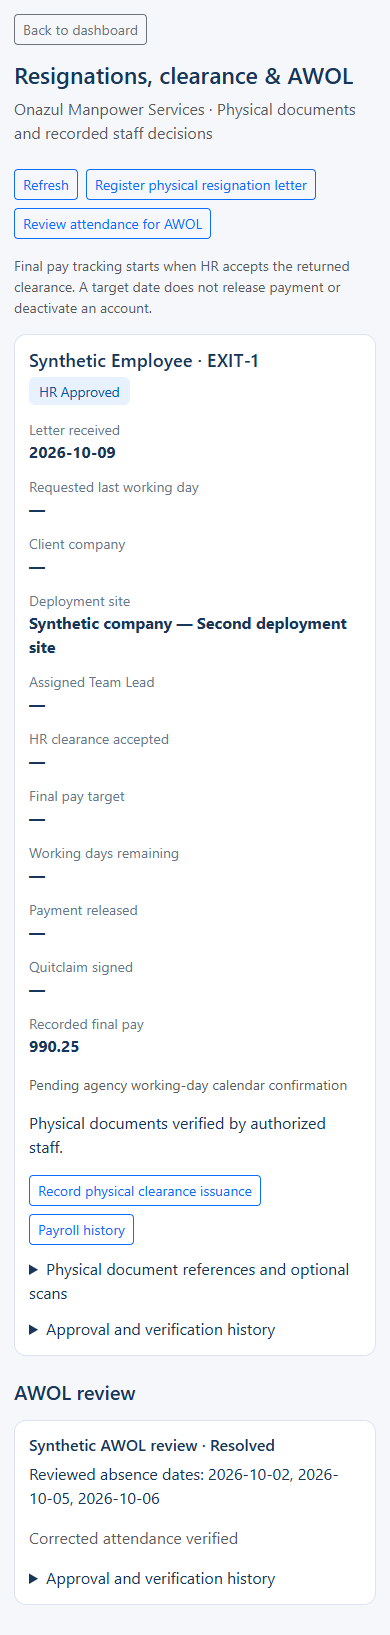 Back to dashboard
Resignations, clearance & AWOL
Onazul Manpower Services · Physical documents
and recorded staff decisions
Refresh
Register physical resignation letter
Review attendance for AWOL
Final pay tracking starts when HR accepts the returned
clearance. A target date does not release payment or
deactivate an account.
Synthetic Employee · EXIT-1
HR Approved
Letter received
2026-10-09
Requested last working day
—
Client company
—
Deployment site
Synthetic company — Second deployment
site
Assigned Team Lead
—
HR clearance accepted
—
Final pay target
—
Working days remaining
—
Payment released
—
Quitclaim signed
—
Recorded final pay
990.25
Pending agency working-day calendar confirmation
Physical documents verified by authorized
staff.
Record physical clearance issuance
Payroll history
▶ Physical document references and optional
scans
▶ Approval and verification history
AWOL review
Synthetic AWOL review · Resolved
Reviewed absence dates: 2026-10-02, 2026-
10-05, 2026-10-06
Corrected attendance verified
▶ Approval and verification history